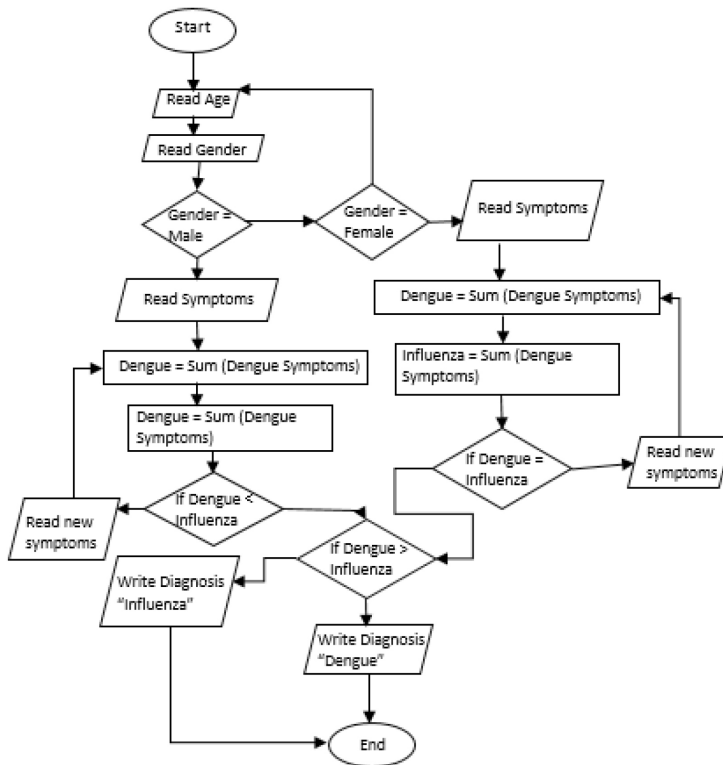 Start
Read Age
Read Gender
Gender =
Male
Gender =
Female
Read Symptoms
Read Symptoms
Dengue = Sum (Dengue Symptoms)
Influenza = Sum (Dengue
Symptoms)
Dengue = Sum (Dengue Symptoms)
Dengue = Sum (Dengue
Symptoms)
If Dengue =
Influenza
Read new
symptoms
If Dengue <
Influenza
Read new
symptoms
If Dengue >
Influenza
Write Diagnosis
“Influenza”
Write Diagnosis
“Dengue”
End